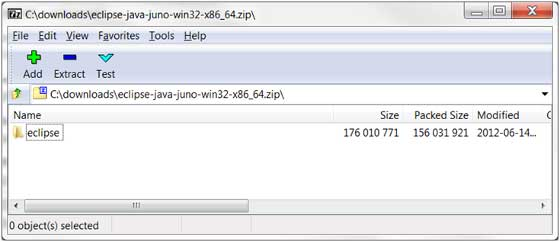 7z C:\downloads\eclipse-java-juno-win32-x86_64.zip\
File Edit View Favorites Tools Help
Add Extract Test
C:\downloads\eclipse-java-juno-win32-x86_64.zip\
Name Size Packed Size Modified C
eclipse 176 010 771 156 031 921 2012-06-14...
0 object(s) selected